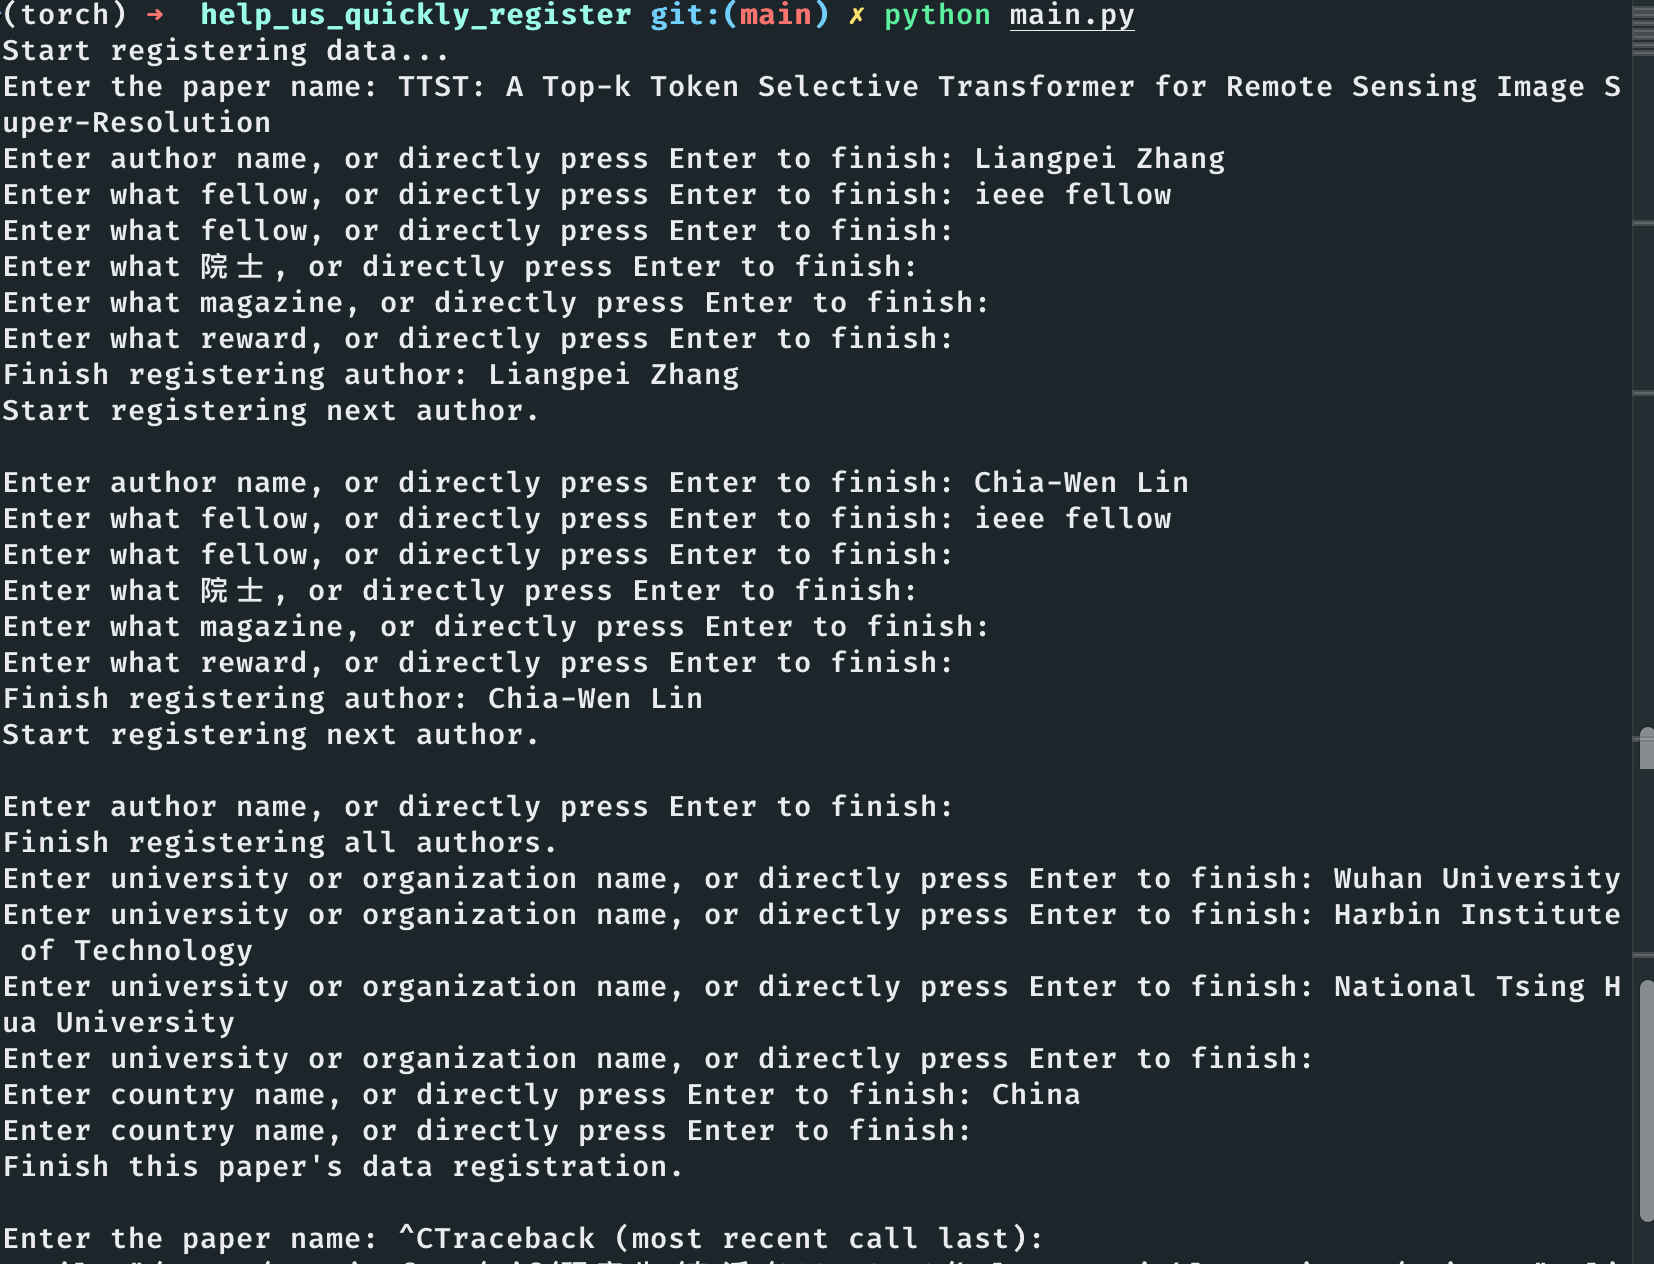 (torch) ➜  help_us_quickly_register git:(main) ✗ python main.py
Start registering data...
Enter the paper name: TTST: A Top-k Token Selective Transformer for Remote Sensing Image S
uper-Resolution
Enter author name, or directly press Enter to finish: Liangpei Zhang
Enter what fellow, or directly press Enter to finish: ieee fellow
Enter what fellow, or directly press Enter to finish:
Enter what 院士, or directly press Enter to finish:
Enter what magazine, or directly press Enter to finish:
Enter what reward, or directly press Enter to finish:
Finish registering author: Liangpei Zhang
Start registering next author.
Enter author name, or directly press Enter to finish: Chia-Wen Lin
Enter what fellow, or directly press Enter to finish: ieee fellow
Enter what fellow, or directly press Enter to finish:
Enter what 院士, or directly press Enter to finish:
Enter what magazine, or directly press Enter to finish:
Enter what reward, or directly press Enter to finish:
Finish registering author: Chia-Wen Lin
Start registering next author.
Enter author name, or directly press Enter to finish:
Finish registering all authors.
Enter university or organization name, or directly press Enter to finish: Wuhan University
Enter university or organization name, or directly press Enter to finish: Harbin Institute
 of Technology
Enter university or organization name, or directly press Enter to finish: National Tsing H
ua University
Enter university or organization name, or directly press Enter to finish:
Enter country name, or directly press Enter to finish: China
Enter country name, or directly press Enter to finish:
Finish this paper's data registration.
Enter the paper name: ^CTraceback (most recent call last):